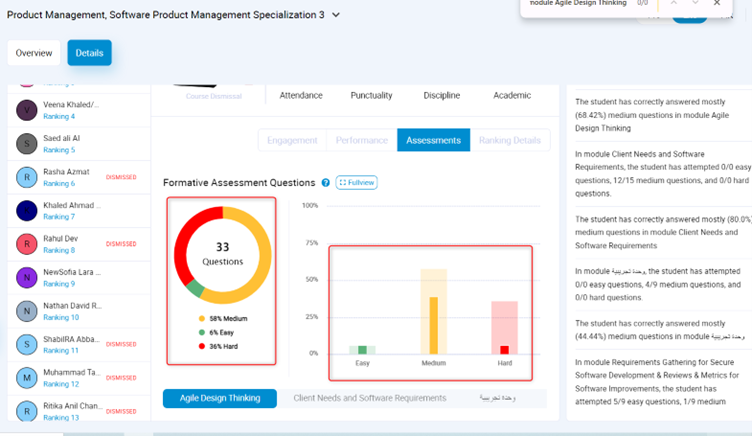 Product Management, Software Product Management Specialization 3
module Agile Design Thinking 0/0
Overview
Details
Veena Khaled/...
Ranking 4
S
Saed ali Al
Ranking 5
R
Rasha Azmat
Ranking 6
DISMISSED
Khaled Ahmad ...
Ranking 7
R
Rahul Dev
Ranking 8
DISMISSED
N
NewSofia Lara ...
Ranking 9
N
Nathan David R...
Ranking 10
S
ShabilRA Abba...
Ranking 11
DISMISSED
M
Muhammad Ta...
Ranking 12
DISMISSED
R
Ritika Anil Chan...
Ranking 13
DISMISSED
Course Dismissal
Attendance
Punctuality
Discipline
Academic
Engagement
Performance
Assessments
Ranking Details
Formative Assessment Questions ? Fullview
33
Questions
58% Medium
6% Easy
36% Hard
100%
75%
50%
25%
0%
Easy
Medium
Hard
Agile Design Thinking
Client Needs and Software Requirements
وحدة تجريبية
The student has correctly answered mostly
(68.42%) medium questions in module Agile
Design Thinking
In module Client Needs and Software
Requirements, the student has attempted 0/0 easy
questions, 12/15 medium questions, and 0/0 hard
questions.
The student has correctly answered mostly (80.0%)
medium questions in module Client Needs and
Software Requirements
In module وحدة تجريبية, the student has attempted
0/0 easy questions, 4/9 medium questions, and
0/0 hard questions.
The student has correctly answered mostly
(44.44%) medium questions in module وحدة تجريبية
In module Requirements Gathering for Secure
Software Development & Reviews & Metrics for
Software Improvements, the student has
attempted 5/9 easy questions, 1/9 medium